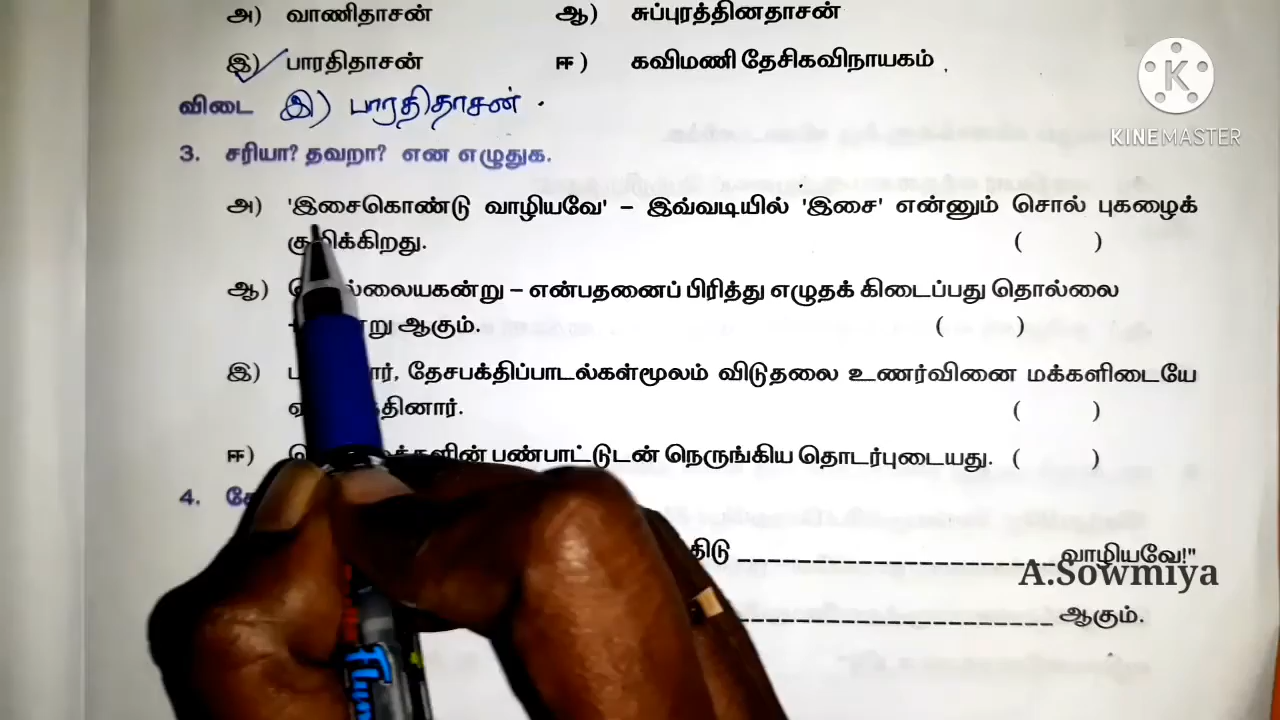 அ) வாணிதாசன் ஆ) சுப்புரத்தினதாசன்
இ) பாரதிதாசன் ஈ) கவிமணி தேசிகவிநாயகம்
விடை இ) பாரதிதாசன்.
3. சரியா? தவறா? என எழுதுக.
அ) 'இசைகொண்டு வாழியவே' – இவ்வடியில் 'இசை' என்னும் சொல் புகழைக்
குறிக்கிறது. ( )
ஆ) – என்பதனைப் பிரித்து எழுதக் கிடைப்பது தொல்லை
ஆகும். ( )
இ) தேசபக்திப்பாடல்கள்மூலம் விடுதலை உணர்வினை மக்களிடையே
( )
ஈ) பண்பாட்டுடன் நெருங்கிய தொடர்புடையது. ( )
4.
வாழியவே!"
ஆகும்.
KINEMASTER
A.Sowmiya